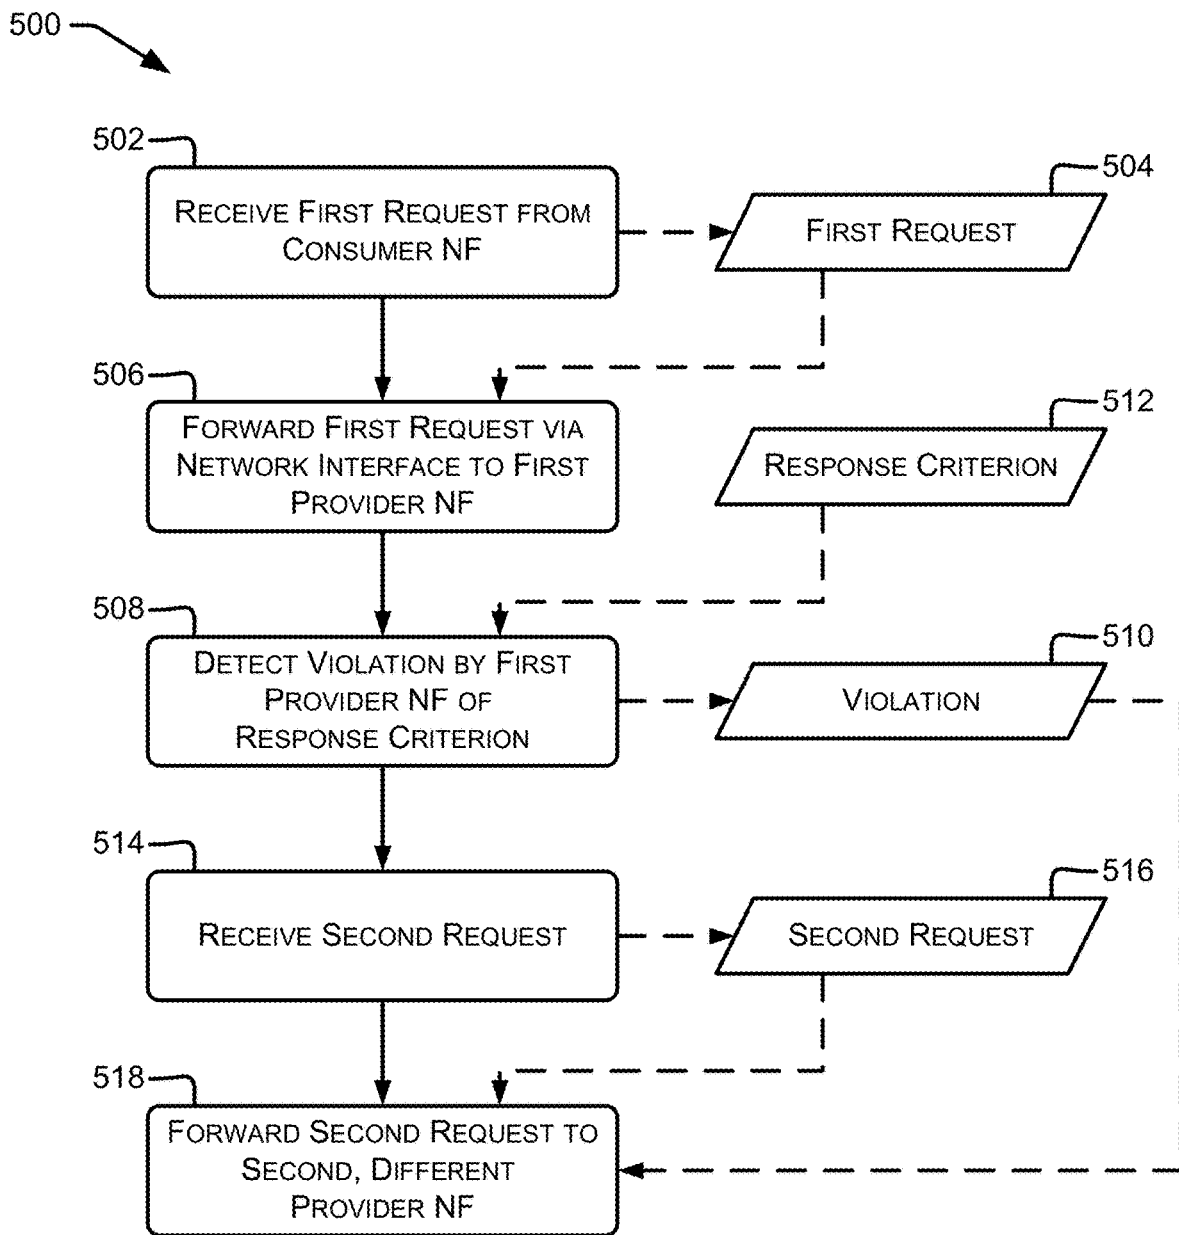 500
502
RECEIVE FIRST REQUEST FROM
CONSUMER NF
504
FIRST REQUEST
506
FORWARD FIRST REQUEST VIA
NETWORK INTERFACE TO FIRST
PROVIDER NF
512
RESPONSE CRITERION
508
DETECT VIOLATION BY FIRST
PROVIDER NF OF
RESPONSE CRITERION
510
VIOLATION
514
RECEIVE SECOND REQUEST
516
SECOND REQUEST
518
FORWARD SECOND REQUEST TO
SECOND, DIFFERENT
PROVIDER NF